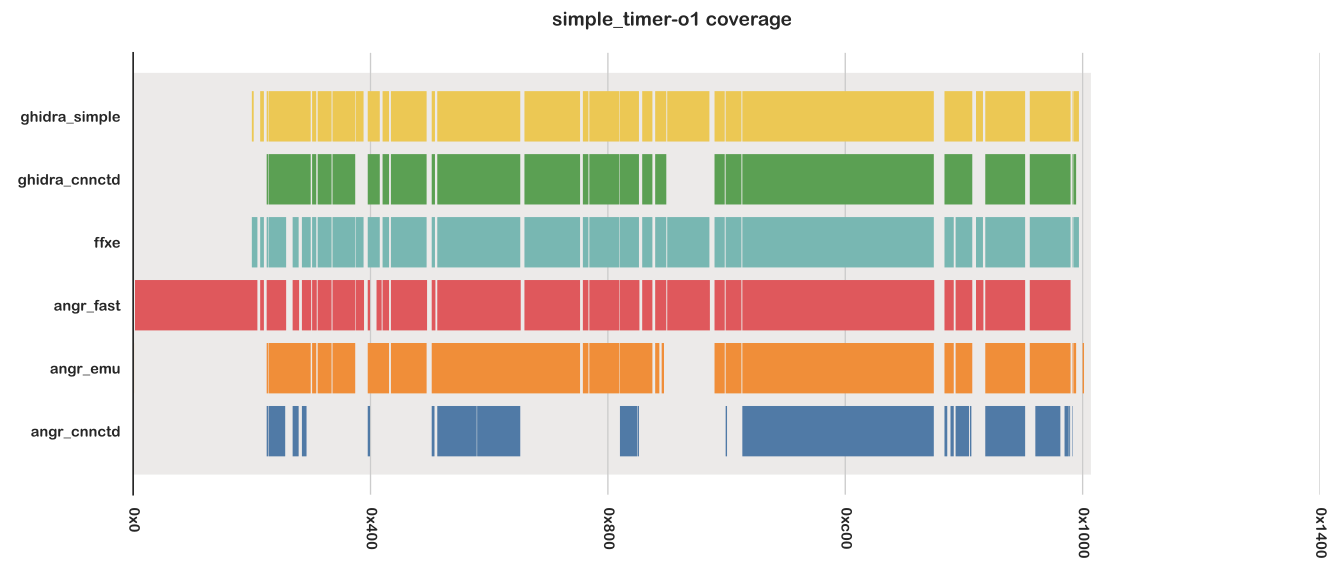 simple_timer-o1 coverage
ghidra_simple
ghidra_cnnctd
ffxe
angr_fast
angr_emu
angr_cnnctd
0x0
0x400
0x800
0xc00
0x1000
0x1400